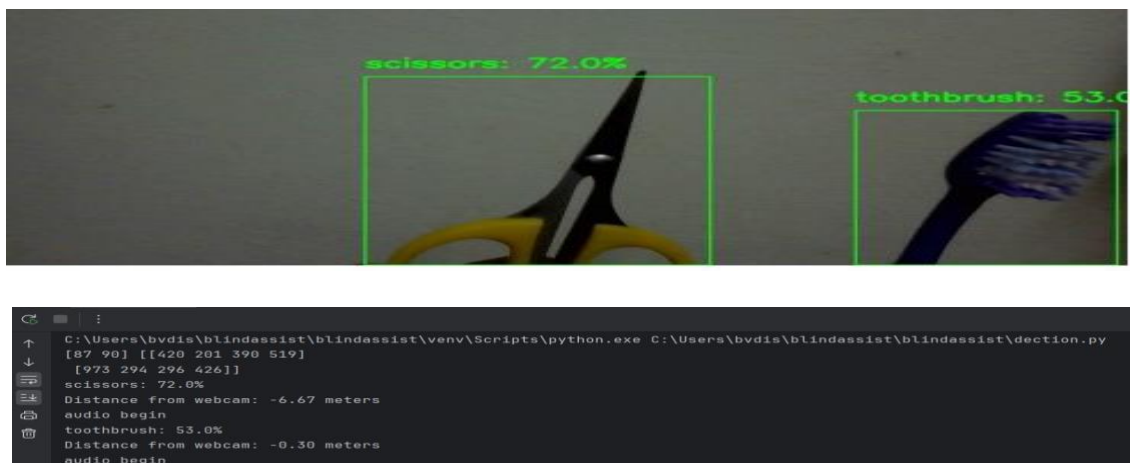 scissors: 72.0%
toothbrush: 53.0
C:\Users\bvdis\blindassist\blindassist\venv\Scripts\python.exe C:\Users\bvdis\blindassist\blindassist\dection.py
[87 90] [[420 201 390 519]
[973 294 296 426]]
scissors: 72.0%
Distance from webcam: -6.67 meters
audio begin
toothbrush: 53.0%
Distance from webcam: -0.30 meters
audio begin